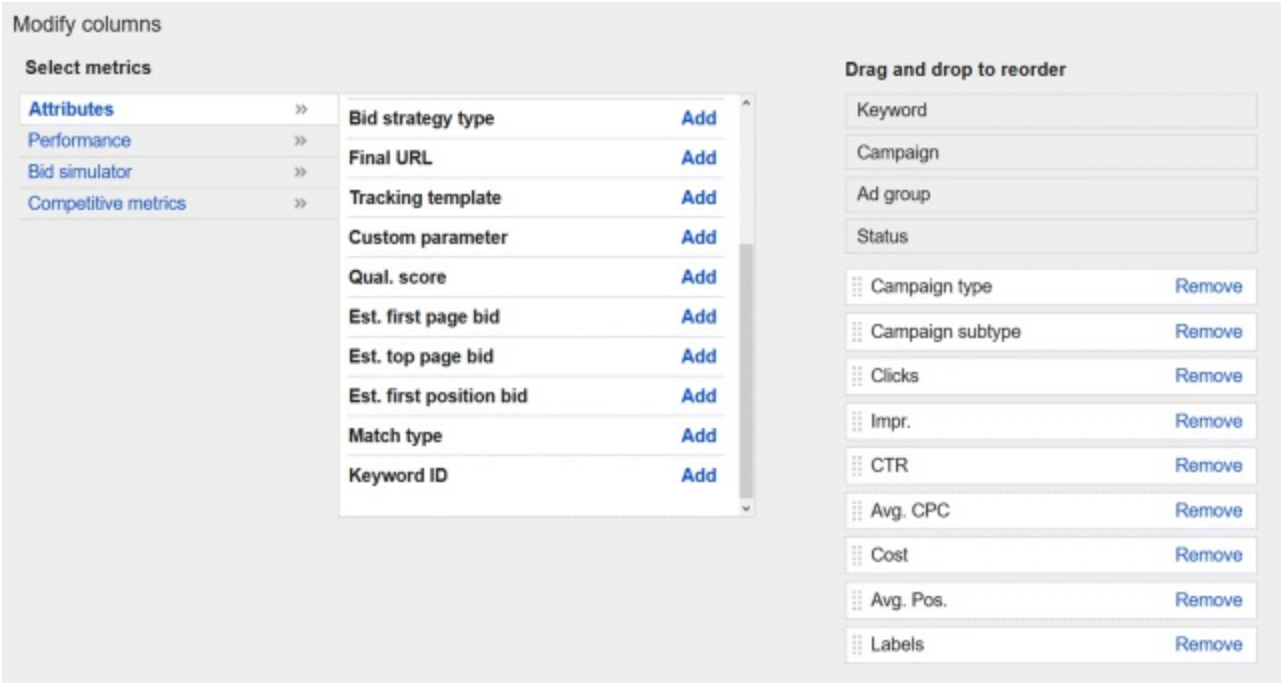 Modify columns
Select metrics
Attributes »
Performance »
Bid simulator »
Competitive metrics »
Bid strategy type Add
Final URL Add
Tracking template Add
Custom parameter Add
Qual. score Add
Est. first page bid Add
Est. top page bid Add
Est. first position bid Add
Match type Add
Keyword ID Add
Drag and drop to reorder
Keyword
Campaign
Ad group
Status
Campaign type Remove
Campaign subtype Remove
Clicks Remove
Impr. Remove
CTR Remove
Avg. CPC Remove
Cost Remove
Avg. Pos. Remove
Labels Remove